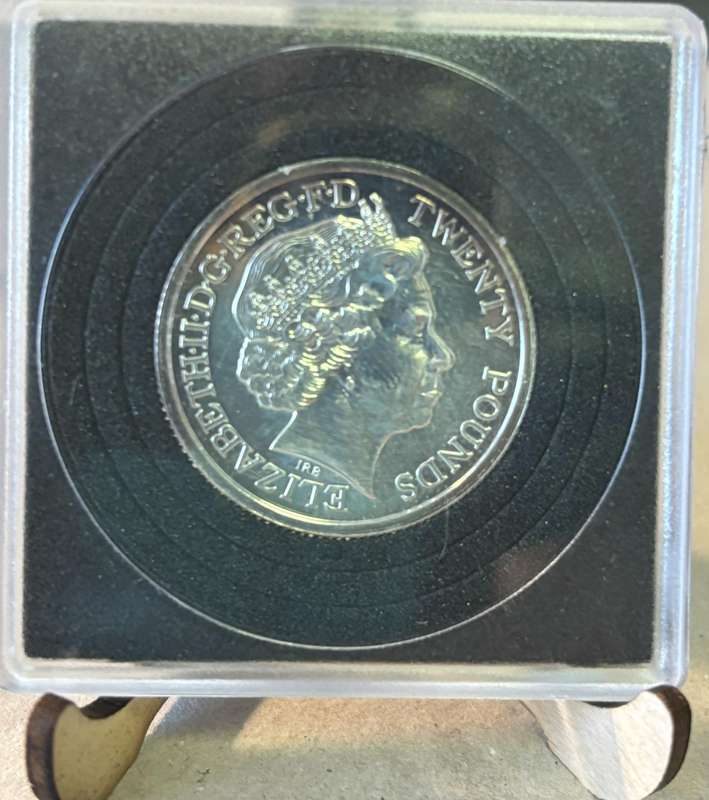 ELIZABETH·II·D·G·REG·F·D
TWENTY POUNDS
IRB